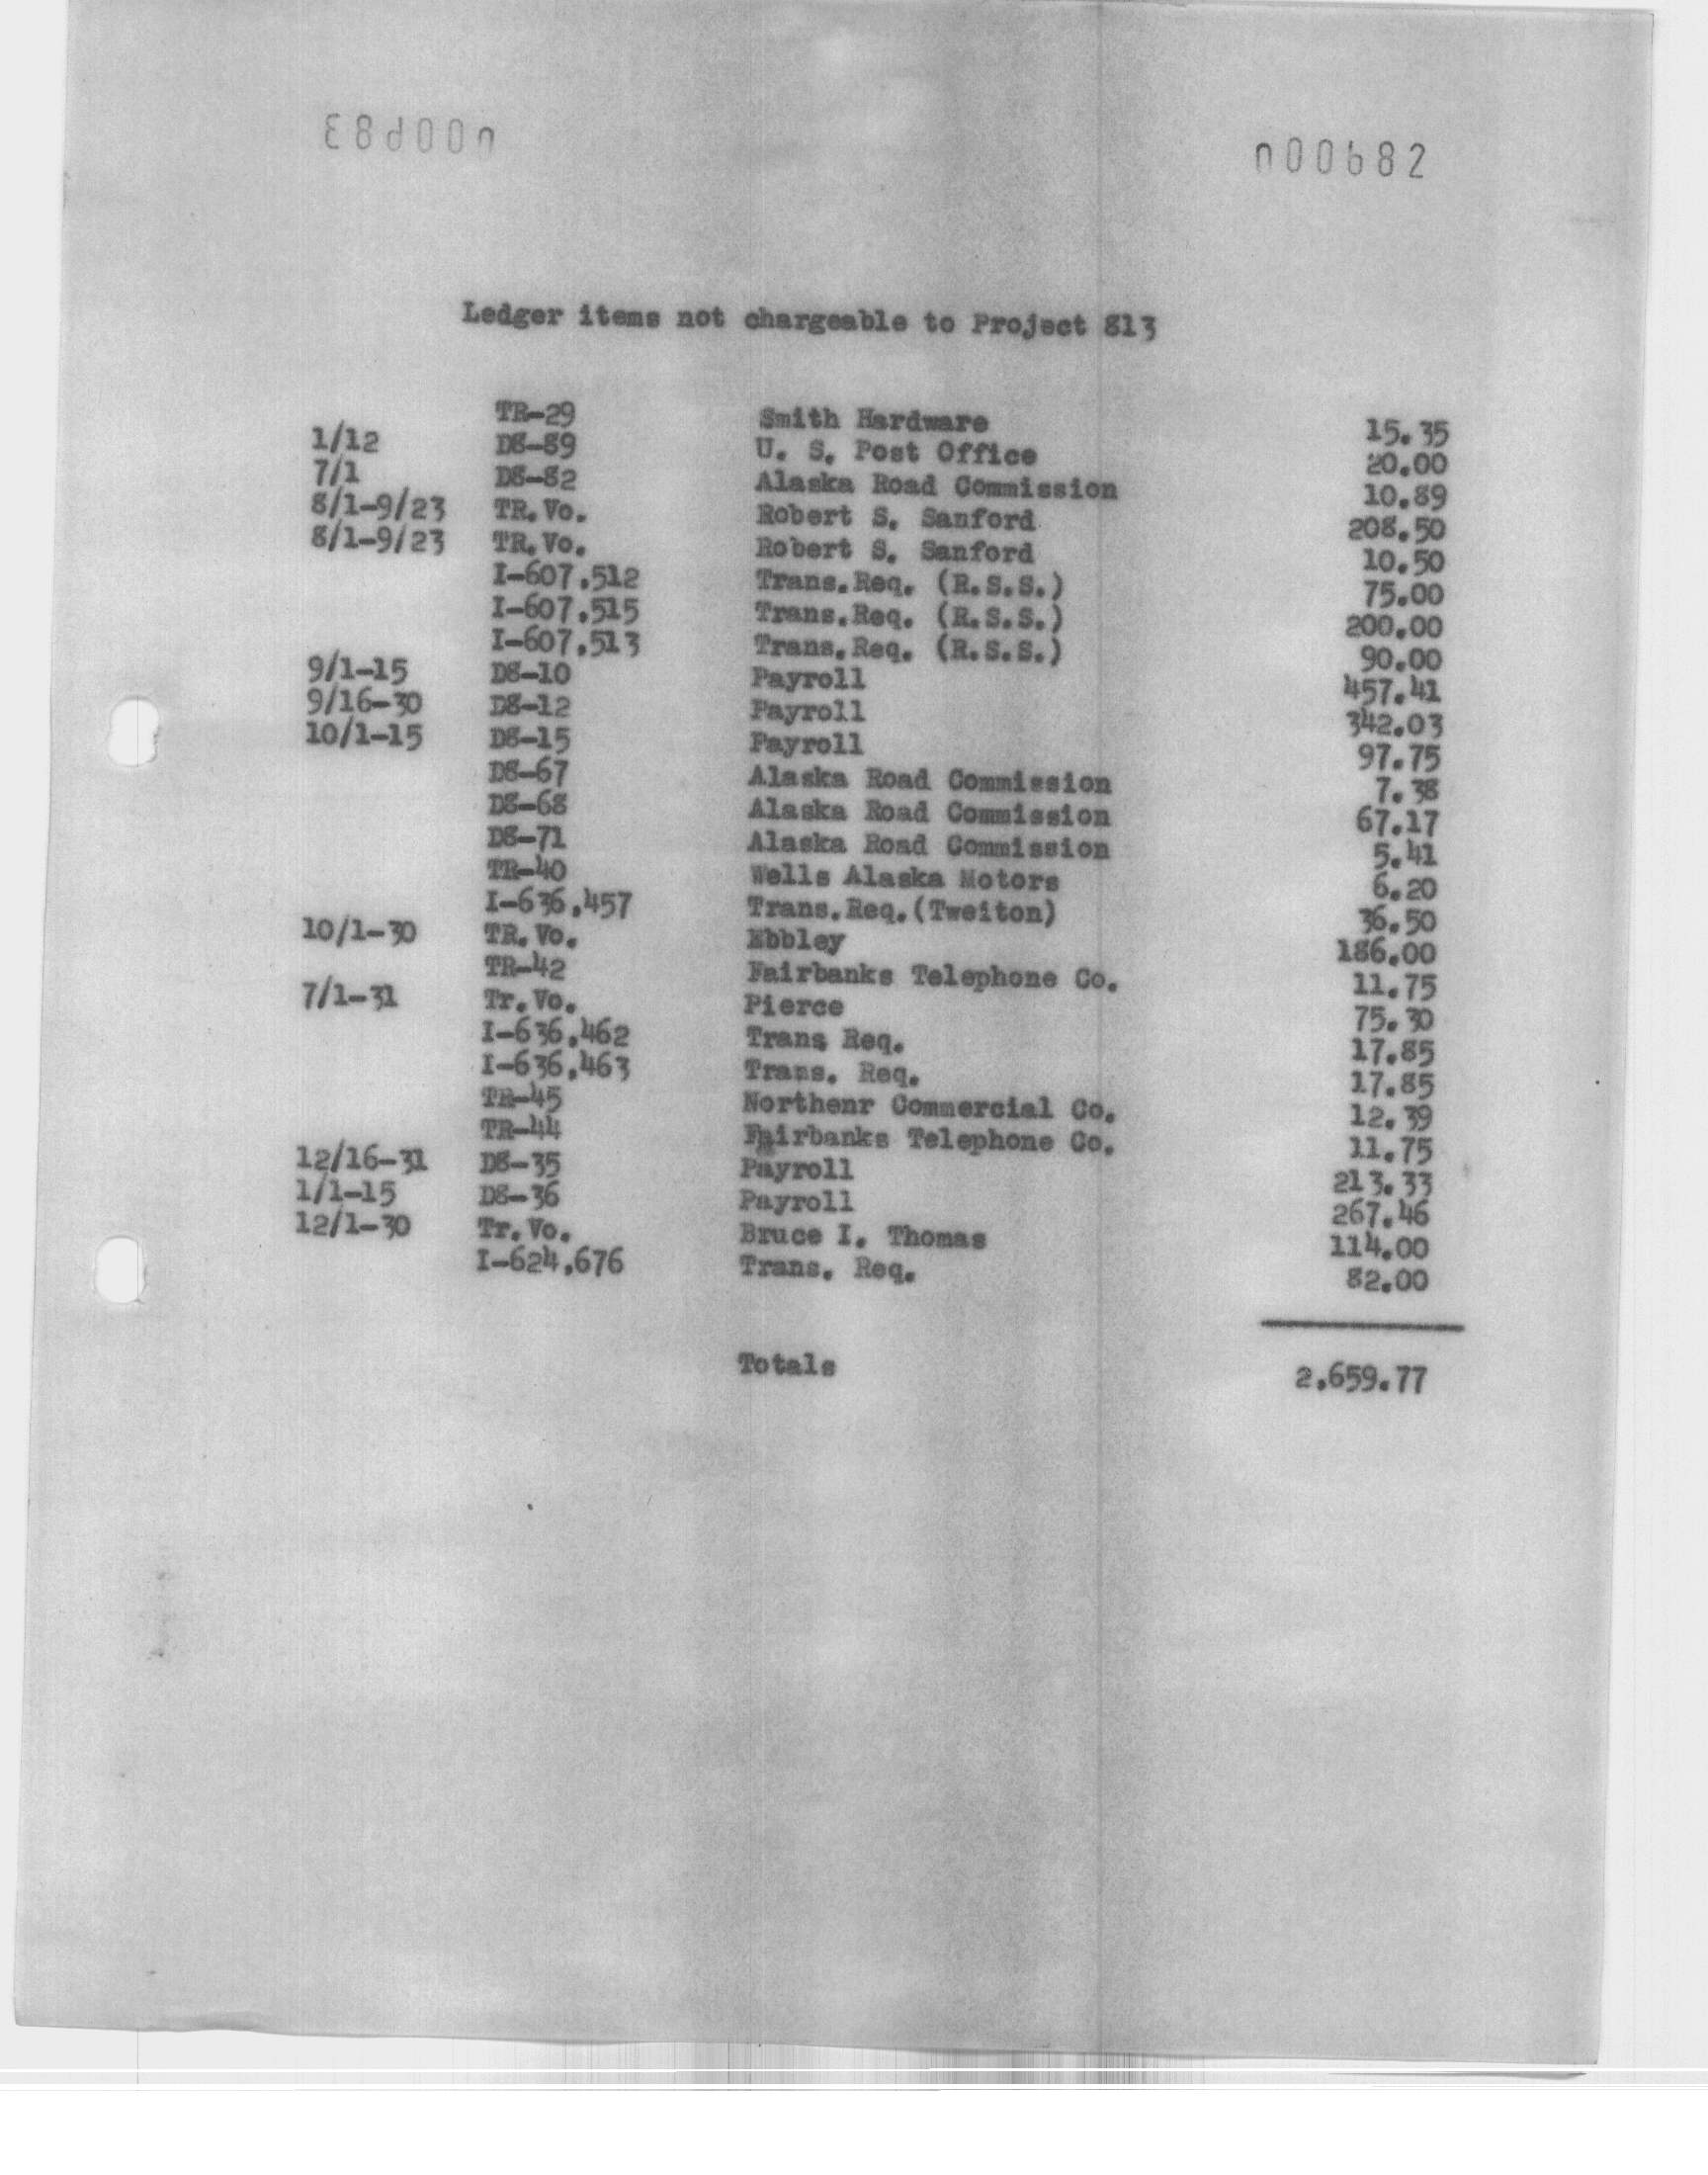 000682
Ledger items not chargeable to Project 813
TR-29 Smith Hardware 15.35
1/12 DS-89 U. S. Post Office 20.00
7/1 DS-82 Alaska Road Commission 10.89
8/1-9/23 TR.Vo. Robert S. Sanford 208.50
8/1-9/23 TR.Vo. Robert S. Sanford 10.50
I-607,512 Trans.Req. (R.S.S.) 75.00
I-607,515 Trans.Req. (R.S.S.) 200.00
I-607,513 Trans.Req. (R.S.S.) 90.00
9/1-15 DS-10 Payroll 457.41
9/16-30 DS-12 Payroll 342.03
10/1-15 DS-15 Payroll 97.75
DS-67 Alaska Road Commission 7.38
DS-68 Alaska Road Commission 67.17
DS-71 Alaska Road Commission 5.41
TR-40 Wells Alaska Motors 6.20
I-636,457 Trans.Req.(Tweiton) 36.50
10/1-30 TR.Vo. Ebbley 186.00
TR-42 Fairbanks Telephone Co. 11.75
7/1-31 Tr.Vo. Pierce 75.30
I-636,462 Trans Req. 17.85
I-636,463 Trans. Req. 17.85
TR-45 Northenr Commercial Co. 12.39
TR-44 Fairbanks Telephone Co. 11.75
12/16-31 DS-35 Payroll 213.33
1/1-15 DS-36 Payroll 267.46
12/1-30 Tr.Vo. Bruce I. Thomas 114.00
I-624,676 Trans. Req. 82.00
Totals 2,659.77